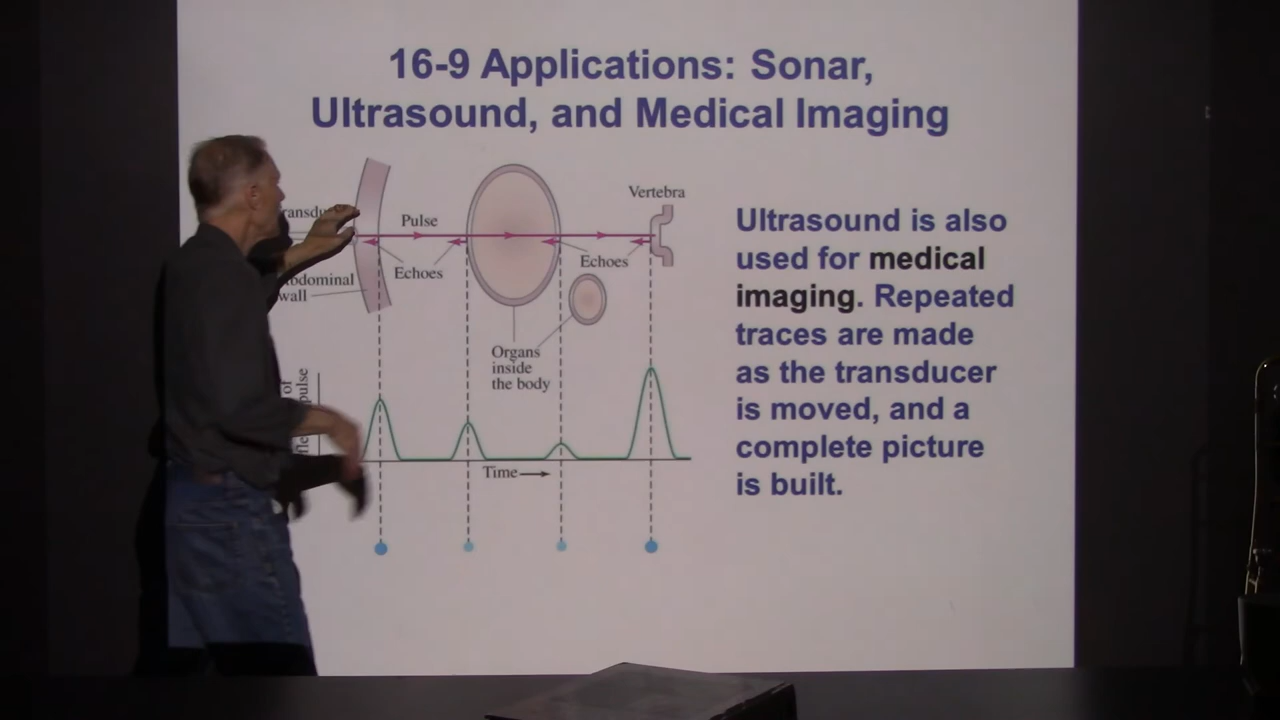 16-9 Applications: Sonar,
Ultrasound, and Medical Imaging
Vertebra
Pulse
Echoes
Echoes
wall
Organs
inside
the body
of
pulse
Time
Ultrasound is also
used for medical
imaging. Repeated
traces are made
as the transducer
is moved, and a
complete picture
is built.